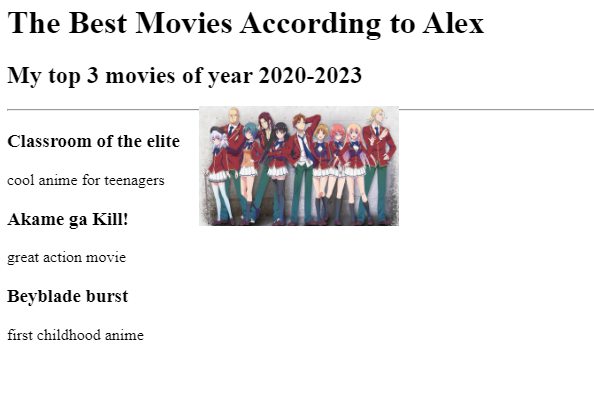 The Best Movies According to Alex
My top 3 movies of year 2020-2023
Classroom of the elite
cool anime for teenagers
Akame ga Kill!
great action movie
Beyblade burst
first childhood anime